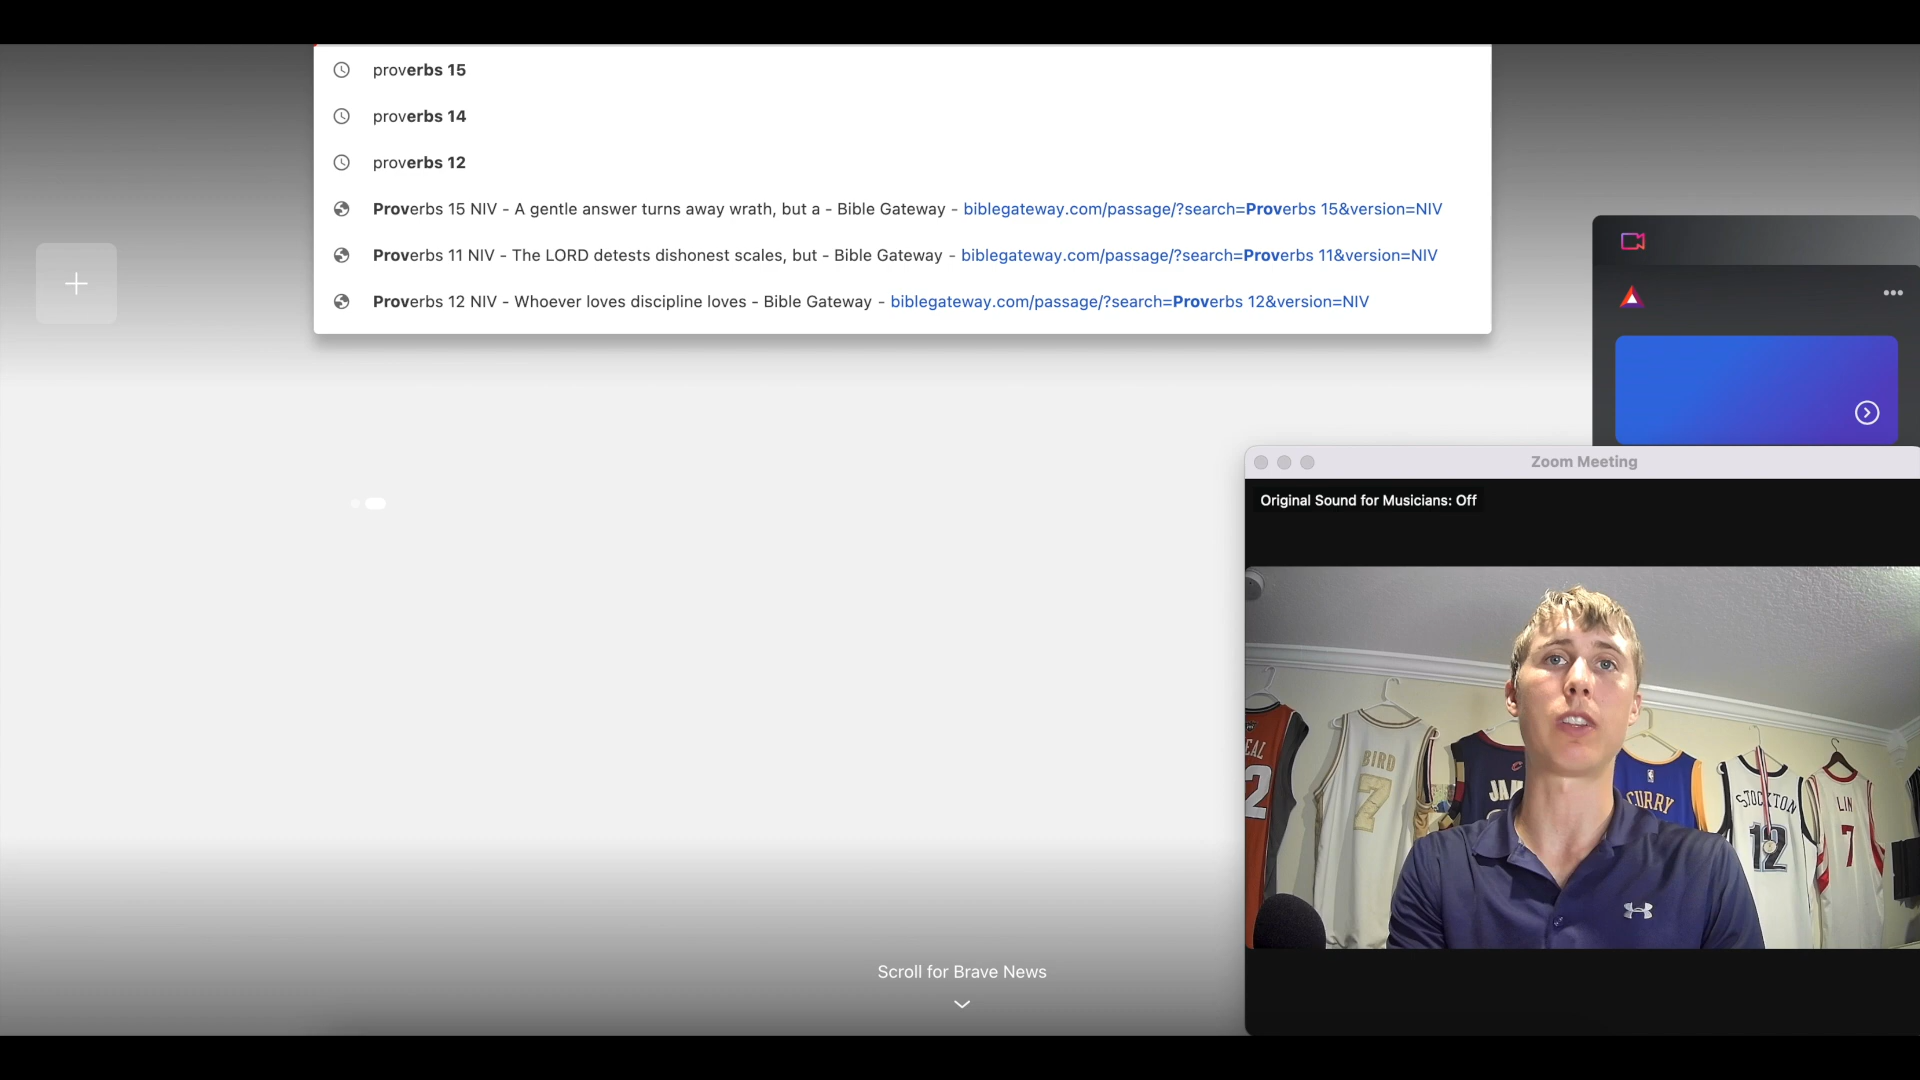 proverbs 15
proverbs 14
proverbs 12
Proverbs 15 NIV - A gentle answer turns away wrath, but a - Bible Gateway - biblegateway.com/passage/?search=Proverbs 15&version=NIV
Proverbs 11 NIV - The LORD detests dishonest scales, but - Bible Gateway - biblegateway.com/passage/?search=Proverbs 11&version=NIV
Proverbs 12 NIV - Whoever loves discipline loves - Bible Gateway - biblegateway.com/passage/?search=Proverbs 12&version=NIV
Zoom Meeting
Original Sound for Musicians: Off
EAL
2
BIRD
7
JAM
CURRY
STOCKTON
12
LIN
7
Scroll for Brave News